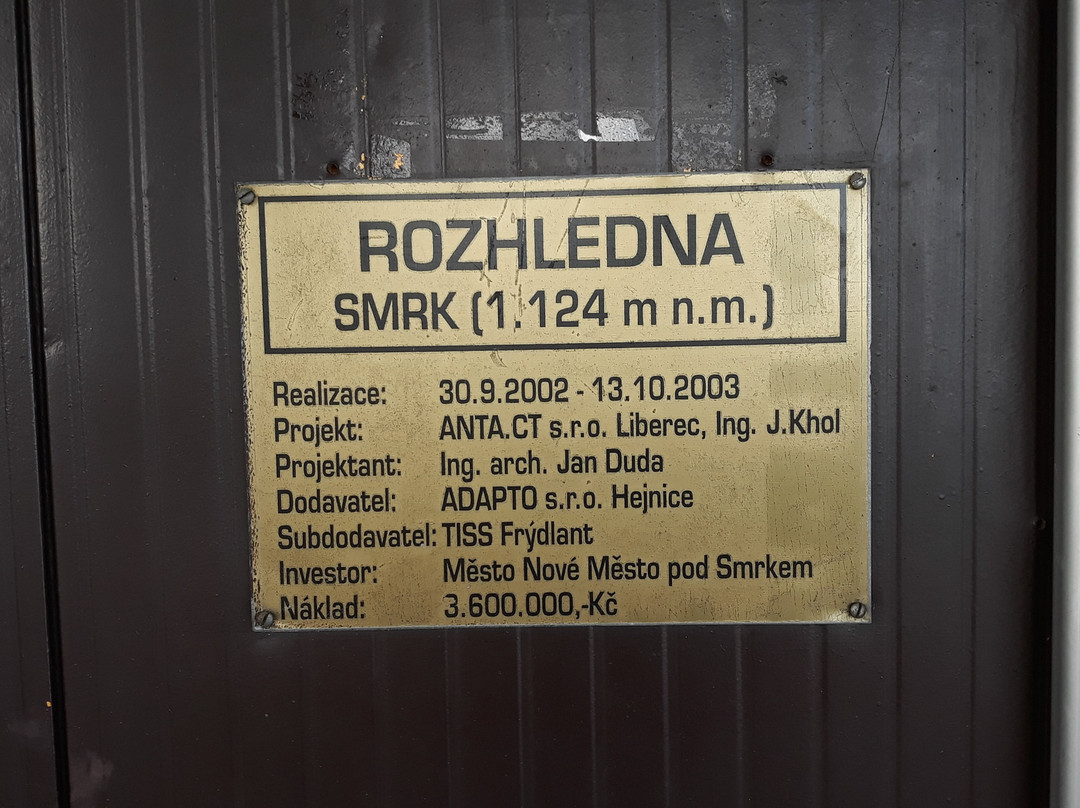 ROZHLEDNA
SMRK (1.124 m n.m.)
Realizace: 30.9.2002 - 13.10.2003
Projekt: ANTA.CT s.r.o. Liberec, Ing. J.Khol
Projektant: Ing. arch. Jan Duda
Dodavatel: ADAPTO s.r.o. Hejnice
Subdodavatel: TISS Frýdlant
Investor: Město Nové Město pod Smrkem
Náklad: 3.600.000,-Kč